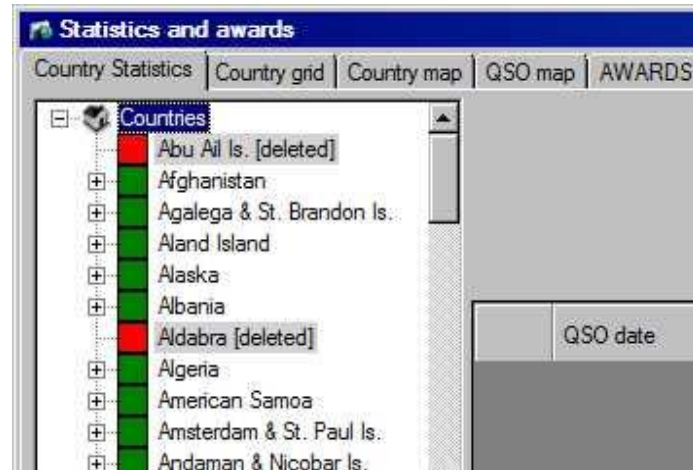 Statistics and awards
Country Statistics Country grid Country map QSO map AWARDS
Countries
Abu Ail Is. [deleted]
Afghanistan
Agalega & St. Brandon Is.
Aland Island
Alaska
Albania
Aldabra [deleted]
QSO date
Algeria
American Samoa
Amsterdam & St. Paul Is.
Andaman & Nicobar Is.